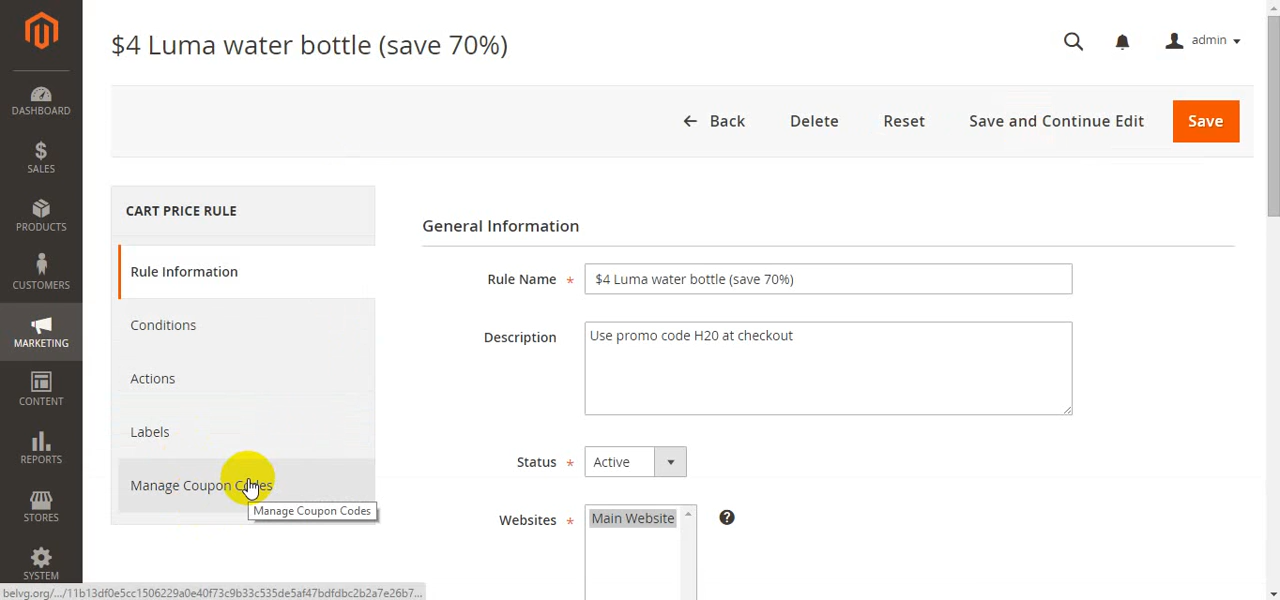 $4 Luma water bottle (save 70%)
admin
DASHBOARD
SALES
PRODUCTS
CUSTOMERS
MARKETING
CONTENT
REPORTS
STORES
SYSTEM
Back
Delete
Reset
Save and Continue Edit
Save
CART PRICE RULE
Rule Information
Conditions
Actions
Labels
Manage Coupon Codes
Manage Coupon Codes
General Information
Rule Name *
$4 Luma water bottle (save 70%)
Description
Use promo code H20 at checkout
Status *
Active
Websites *
Main Website
?
belvg.org/.../11b13df0e5cc1506229a0e40f73c9b33c535de5af47bdfdbc2b2a7e26b7...